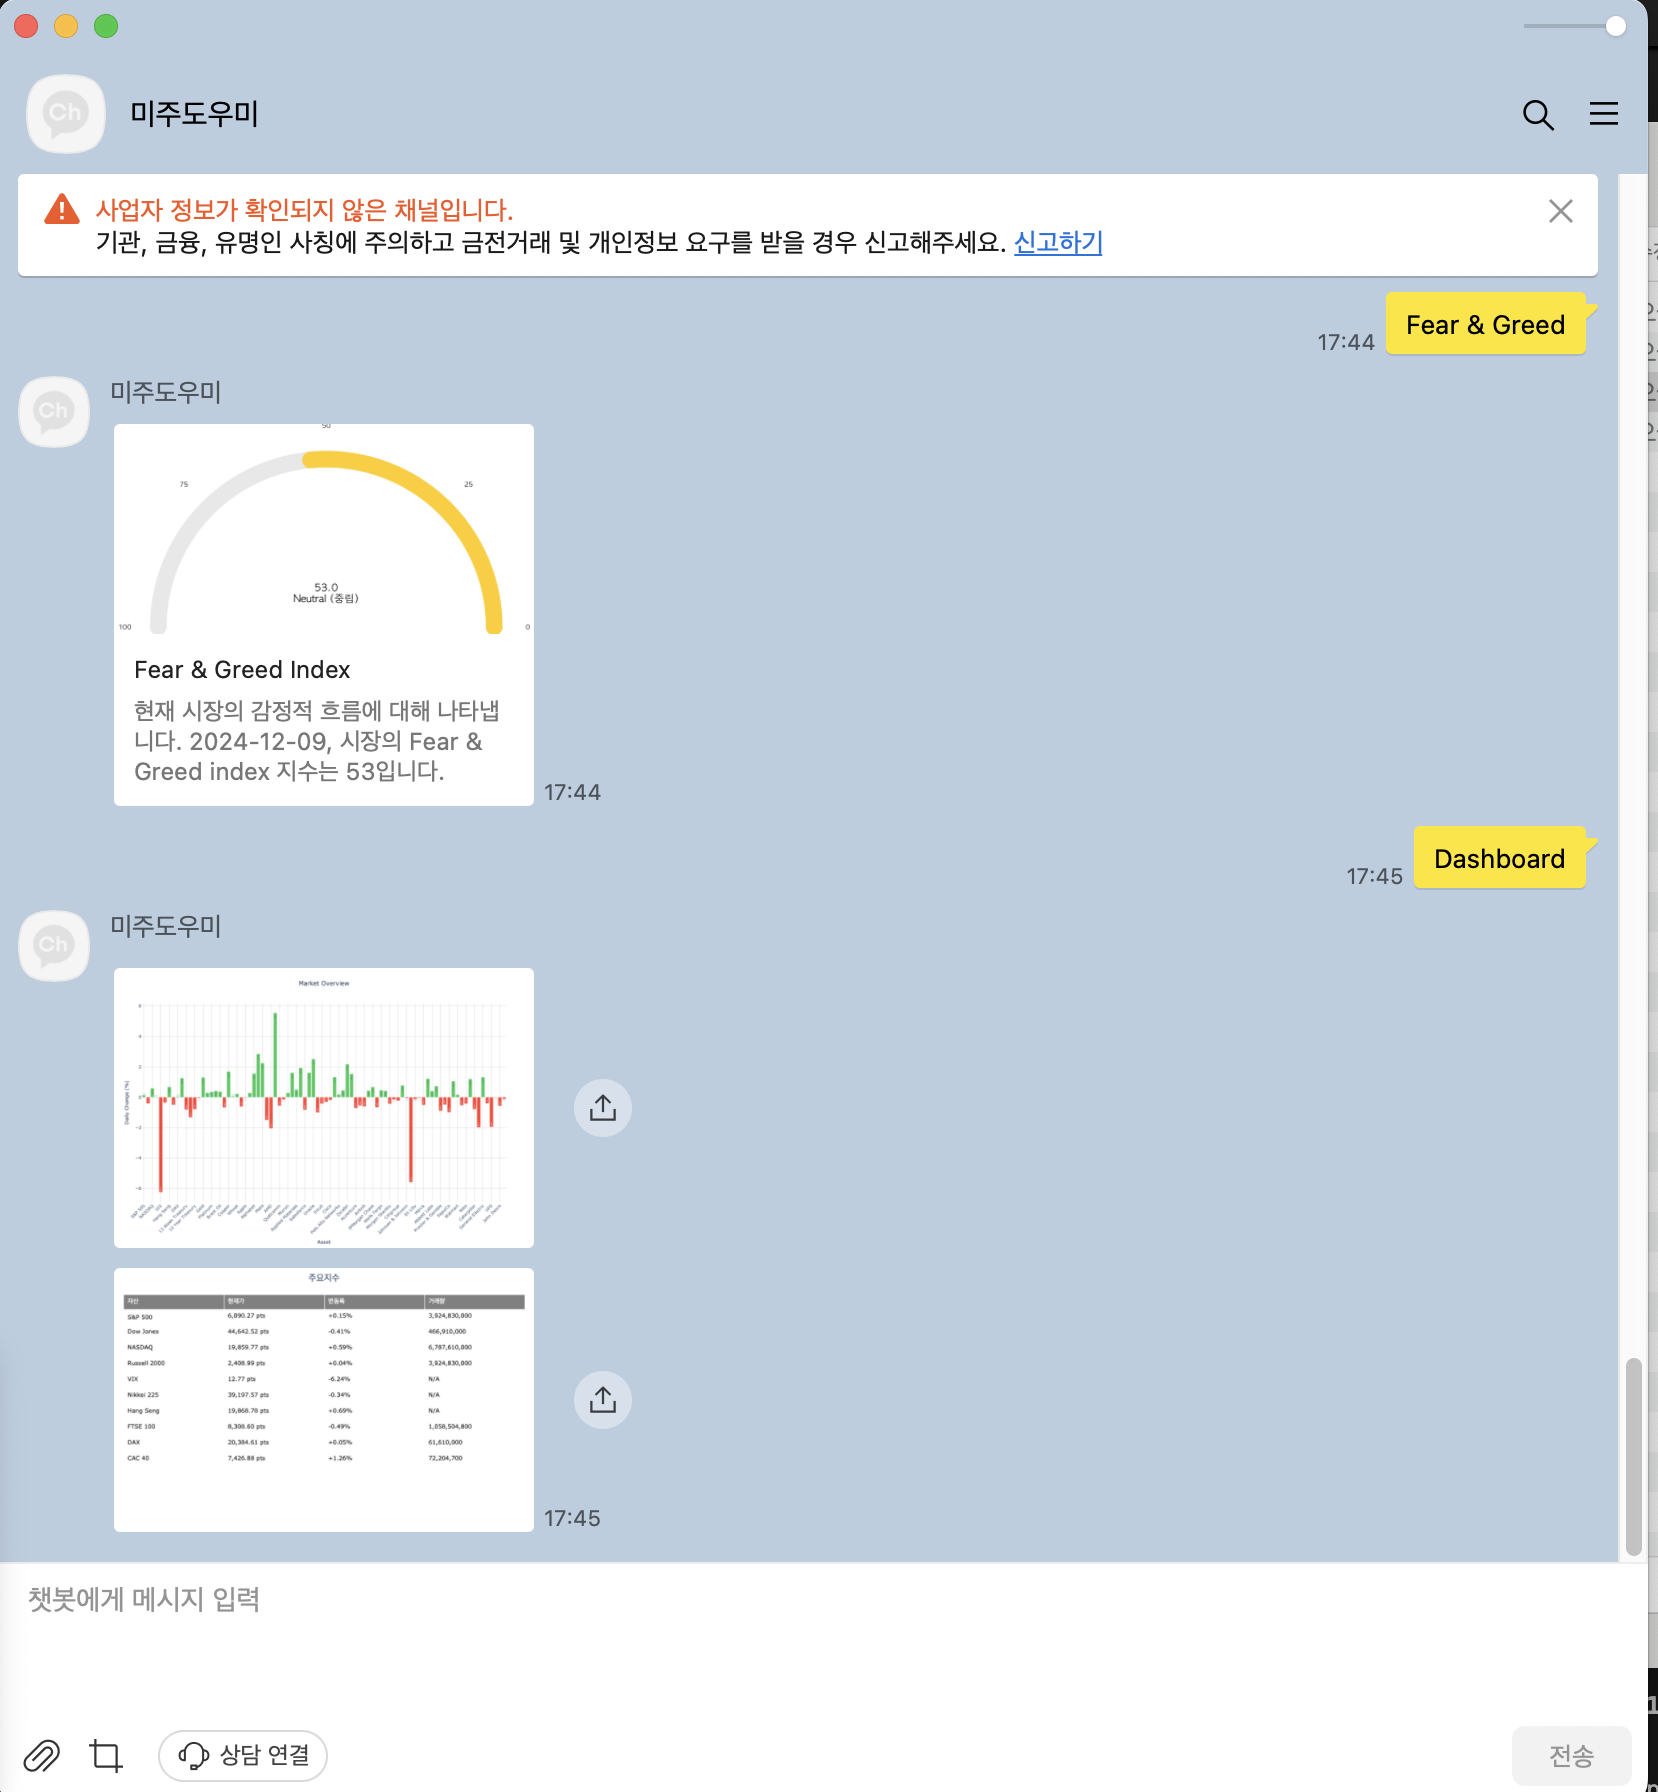 Ch
미주도우미
사업자 정보가 확인되지 않은 채널입니다.
기관, 금융, 유명인 사칭에 주의하고 금전거래 및 개인정보 요구를 받을 경우 신고해주세요. 신고하기
Fear & Greed
17:44
Ch
미주도우미
50
75
25
53.0
Neutral (중립)
100
0
Fear & Greed Index
현재 시장의 감정적 흐름에 대해 나타냅
니다. 2024-12-09, 시장의 Fear &
Greed index 지수는 53입니다.
17:44
Dashboard
17:45
Ch
미주도우미
Market Overview
Daily Change (%)
Asset
주요지수
자산 현재가 변동폭 거래량
S&P 500 6,090.27 pts +0.15% 3,924,830,000
Dow Jones 44,642.52 pts -0.41% 466,910,000
NASDAQ 19,859.77 pts +0.59% 6,787,610,000
Russell 2000 2,408.99 pts +0.04% 3,924,830,000
VIX 12.77 pts -6.24% N/A
Nikkei 225 39,197.57 pts -0.34% N/A
Hang Seng 19,868.78 pts +0.69% N/A
FTSE 100 8,308.60 pts -0.49% 1,058,504,800
DAX 20,384.61 pts +0.05% 61,610,000
CAC 40 7,426.88 pts +1.26% 72,204,700
17:45
챗봇에게 메시지 입력
상담 연결
전송